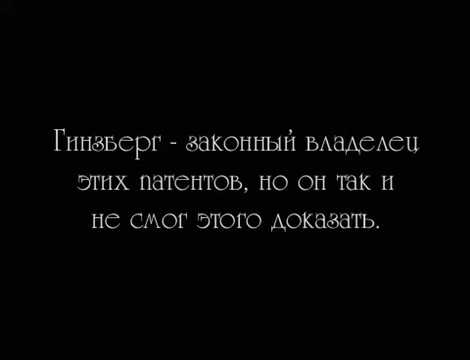 Гинзберг - законный владелец
этих патентов, но он так и
не смог этого доказать.